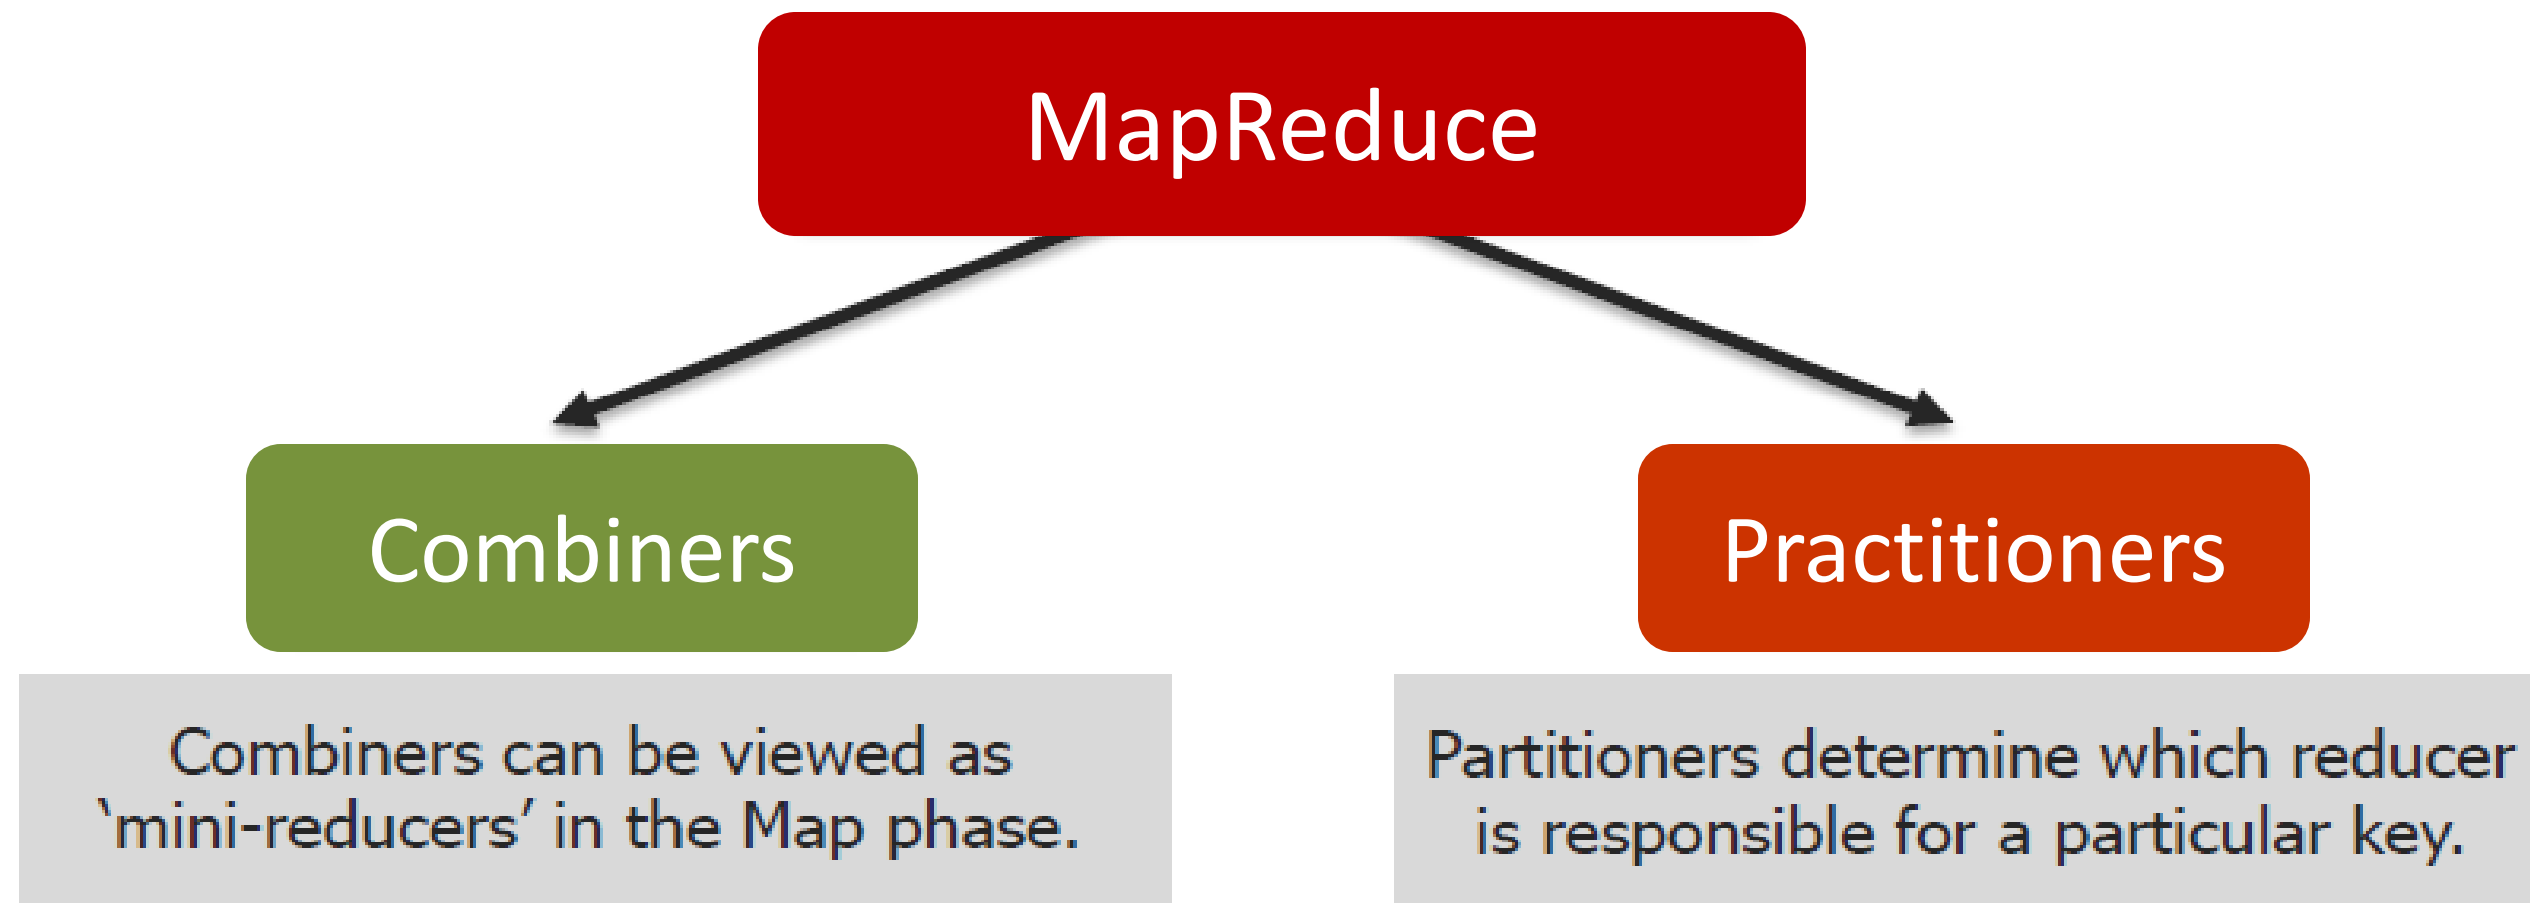 MapReduce
Combiners
Practitioners
Combiners can be viewed as
‘mini-reducers’ in the Map phase.
Partitioners determine which reducer
is responsible for a particular key.